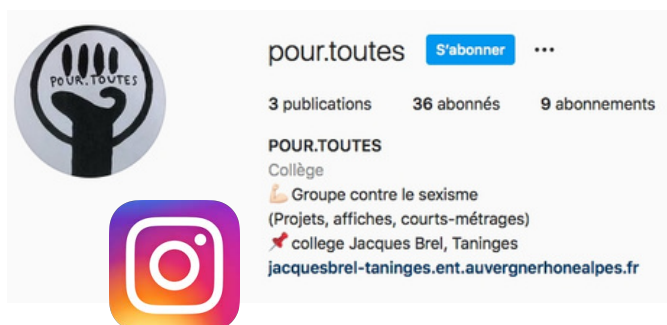 POUR.TOUTES
pour.toutes S'abonner
3 publications 36 abonnés 9 abonnements
POUR.TOUTES
Collège
💪🏻 Groupe contre le sexisme
(Projets, affiches, courts-métrages)
📌 college Jacques Brel, Taninges
jacquesbrel-taninges.ent.auvergnerhonealpes.fr